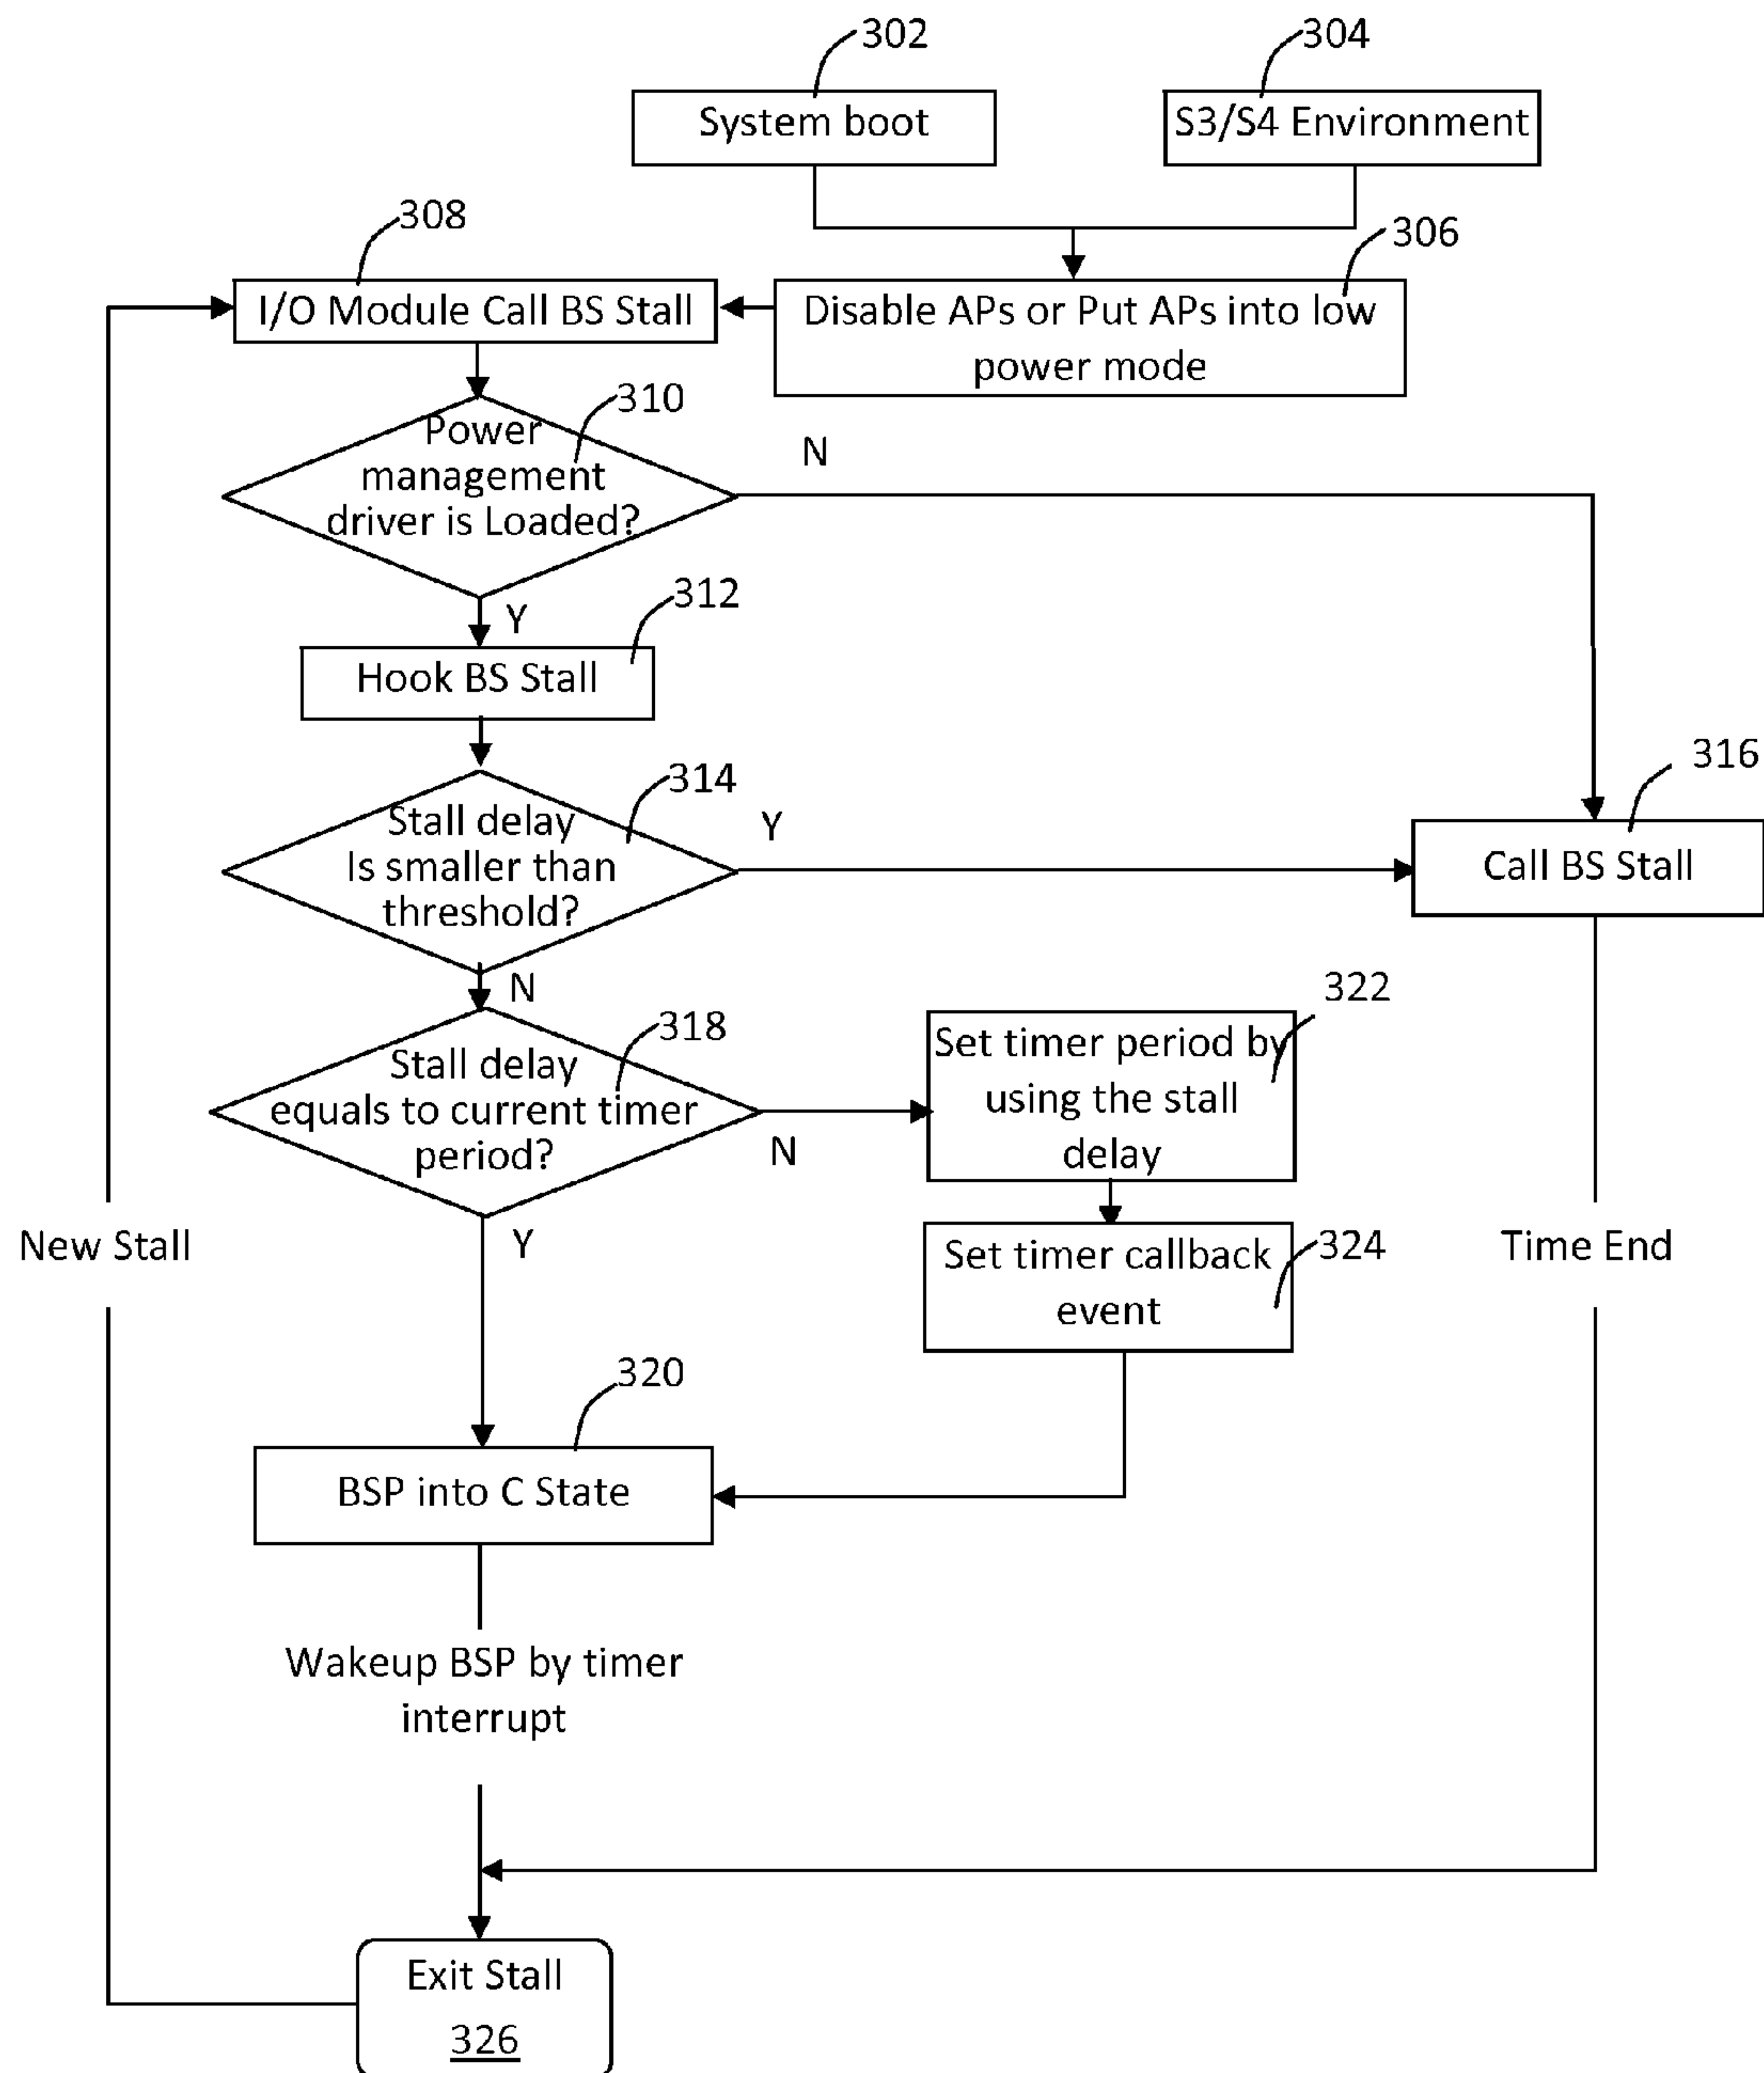 302
304
System boot
S3/S4 Environment
308
306
I/O Module Call BS Stall
Disable APs or Put APs into low
power mode
310
Power
management
driver is Loaded?
N
312
Y
Hook BS Stall
314
316
Stall delay
Is smaller than
threshold?
Y
Call BS Stall
N
322
318
Stall delay
equals to current timer
period?
Set timer period by
using the stall
delay
N
New Stall
Y
Set timer callback
event
324
Time End
320
BSP into C State
Wakeup BSP by timer
interrupt
Exit Stall
326